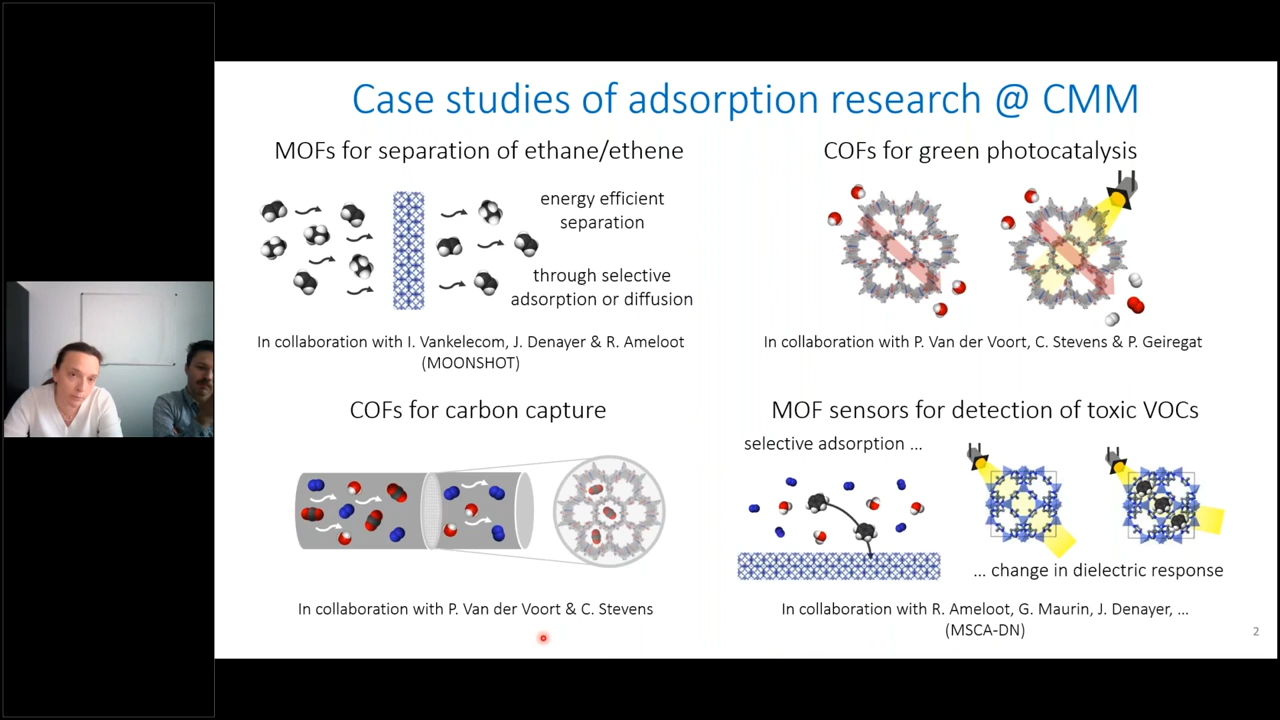 Case studies of adsorption research @ CMM
MOFs for separation of ethane/ethene
energy efficient
separation
through selective
adsorption or diffusion
In collaboration with I. Vankelecom, J. Denayer & R. Ameloot
(MOONSHOT)
COFs for green photocatalysis
In collaboration with P. Van der Voort, C. Stevens & P. Geiregat
COFs for carbon capture
In collaboration with P. Van der Voort & C. Stevens
MOF sensors for detection of toxic VOCs
selective adsorption ...
... change in dielectric response
In collaboration with R. Ameloot, G. Maurin, J. Denayer, ...
(MSCA-DN)
2